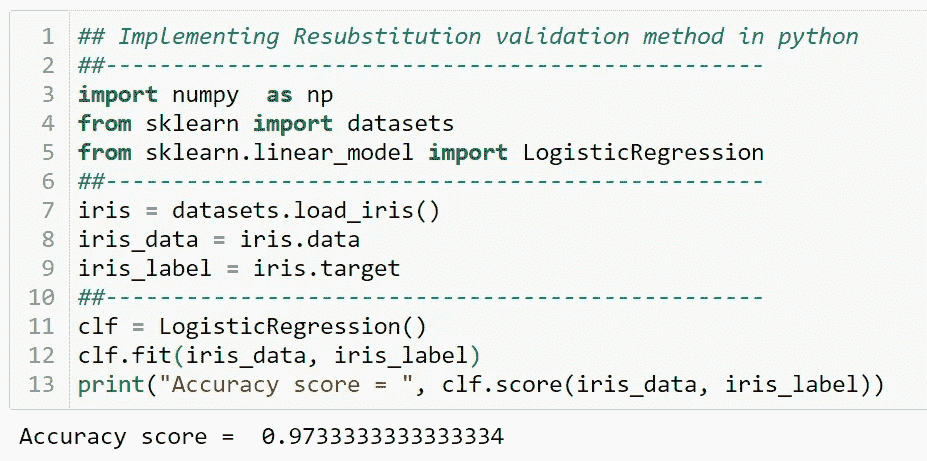 1 ## Implementing Resubstitution validation method in python
2 ##-------------------------------------------------
3 import numpy  as np
4 from sklearn import datasets
5 from sklearn.linear_model import LogisticRegression
6 ##-------------------------------------------------
7 iris = datasets.load_iris()
8 iris_data = iris.data
9 iris_label = iris.target
10 ##-------------------------------------------------
11 clf = LogisticRegression()
12 clf.fit(iris_data, iris_label)
13 print("Accuracy score = ", clf.score(iris_data, iris_label))
Accuracy score =  0.9733333333333334